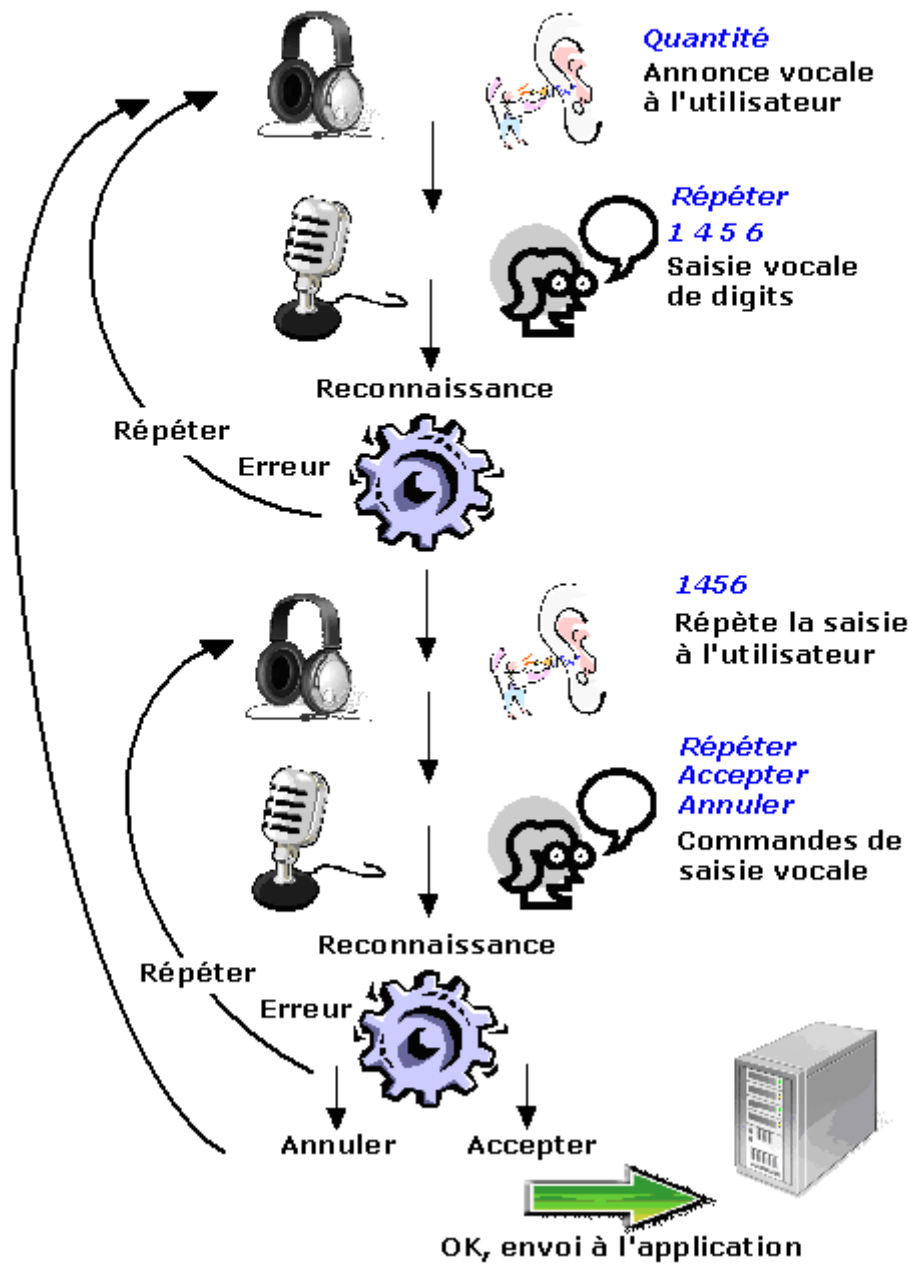 Quantité
Annonce vocale
à l'utilisateur
Répéter
1 4 5 6
Saisie vocale
de digits
Reconnaissance
Répéter
Erreur
1456
Répète la saisie
à l'utilisateur
Répéter
Accepter
Annuler
Commandes de
saisie vocale
Reconnaissance
Répéter
Erreur
Annuler
Accepter
OK, envoi à l'application